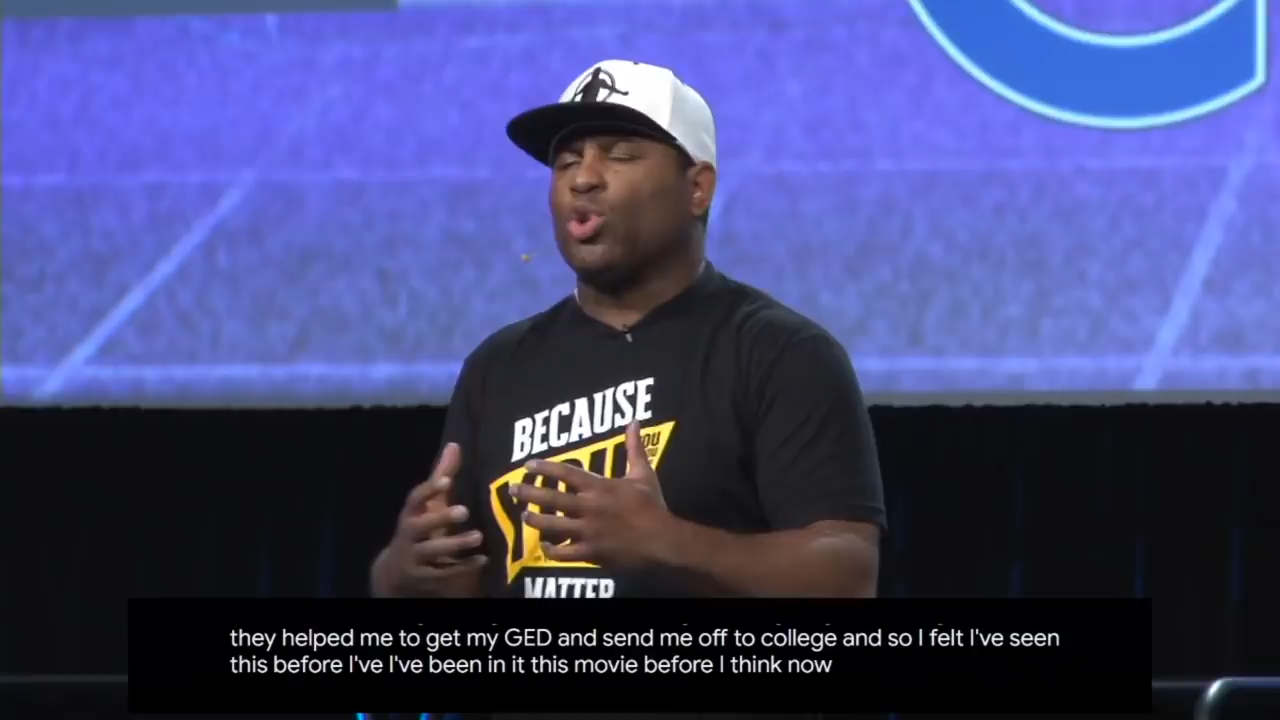 BECAUSE
YOU
MATTER
they helped me to get my GED and send me off to college and so I felt I've seen
this before I've I've been in it this movie before I think now